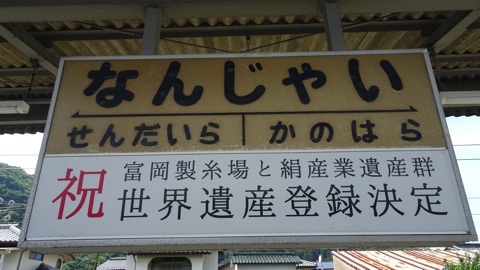 なんじゃい
せんだいら かのはら
祝 富岡製糸場と絹産業遺産群
世界遺産登録決定